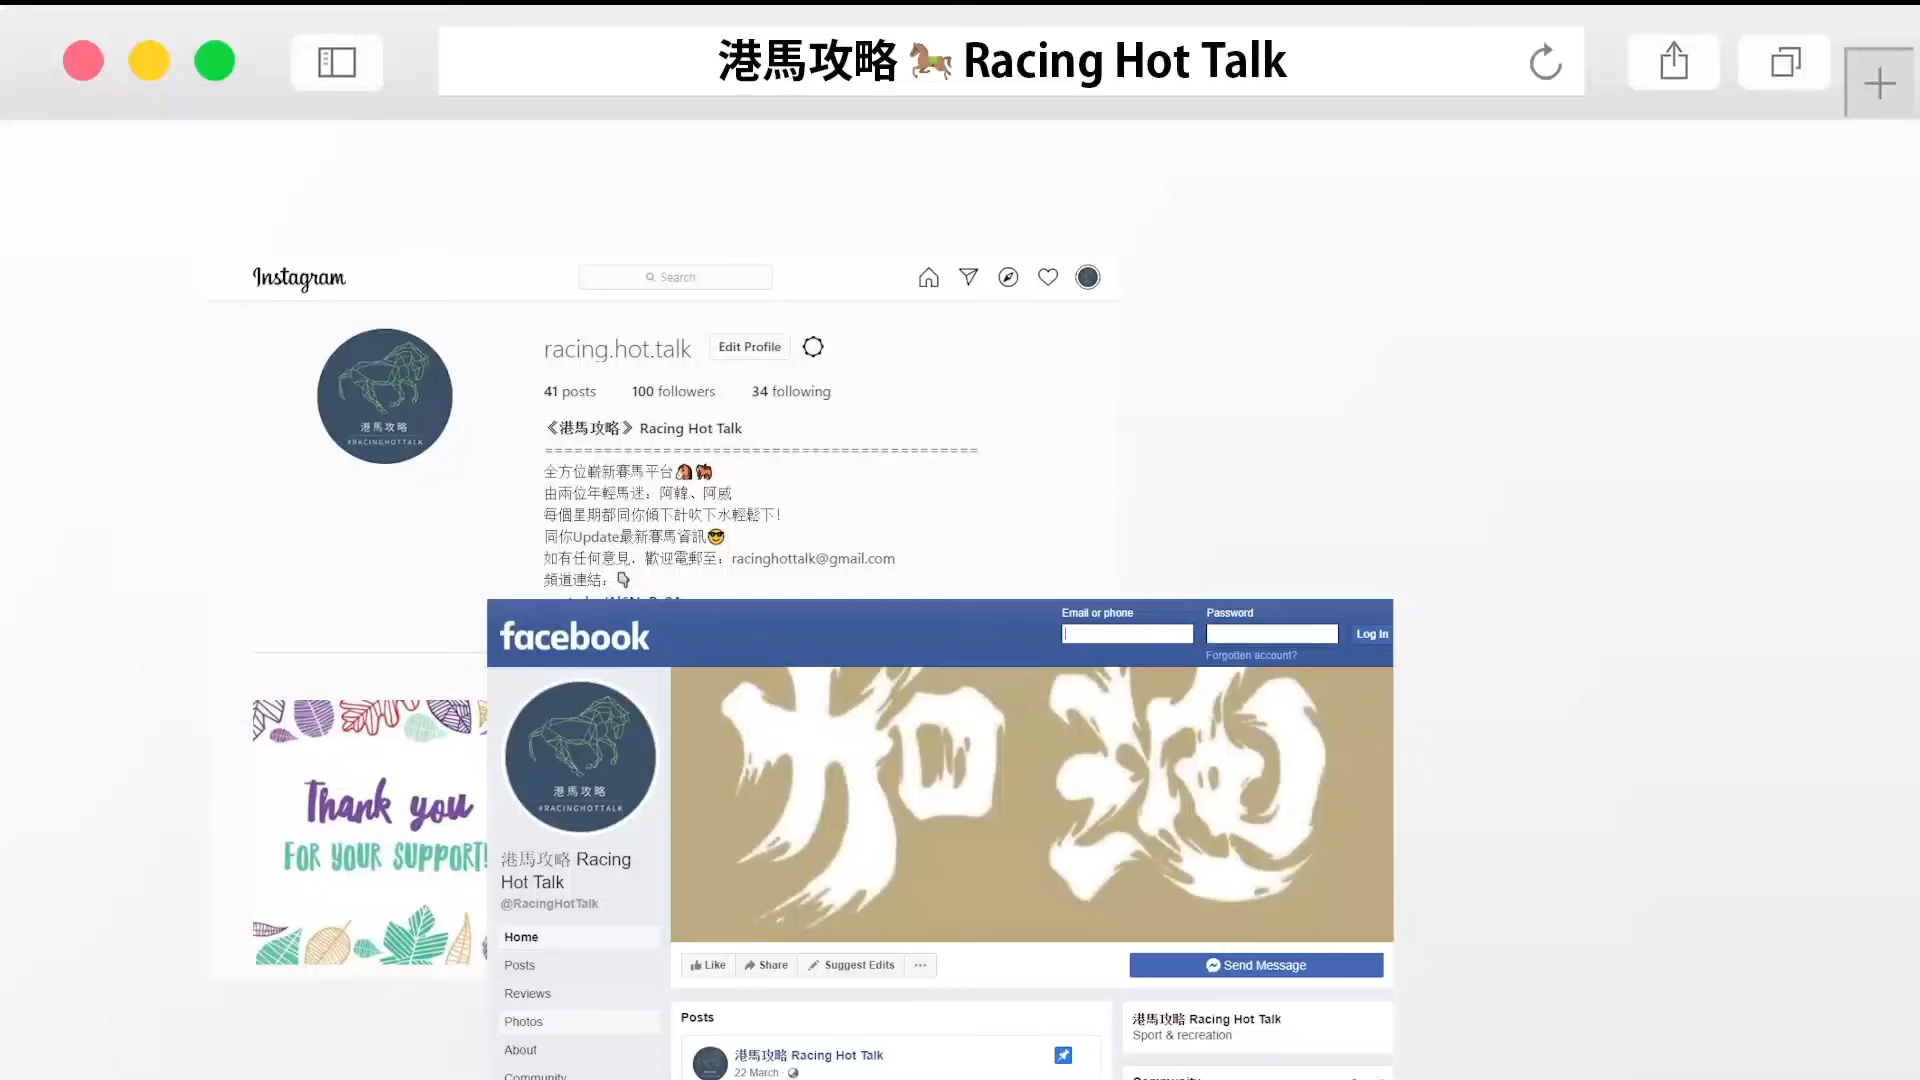 港馬攻略 Racing Hot Talk
Instagram
Search
racing.hot.talk
Edit Profile
41 posts
100 followers
34 following
《港馬攻略》Racing Hot Talk
全方位嶄新賽馬平台
由兩位年輕馬迷：阿韓、阿威
每個星期都同你傾下計吹下水輕鬆下！
同你Update最新賽馬資訊😎
如有任何意見，歡迎電郵至：racinghottalk@gmail.com
頻道連結：
港馬攻略
#RACINGHOTTALK
Thank you
FOR YOUR SUPPORT!
facebook
Email or phone
Password
Log In
Forgotten account?
港馬攻略
#RACINGHOTTALK
港馬攻略 Racing
Hot Talk
@RacingHotTalk
Home
Posts
Reviews
Photos
About
Community
加油
Like
Share
Suggest Edits
Send Message
Posts
港馬攻略 Racing Hot Talk
22 March
港馬攻略 Racing Hot Talk
Sport & recreation
Community